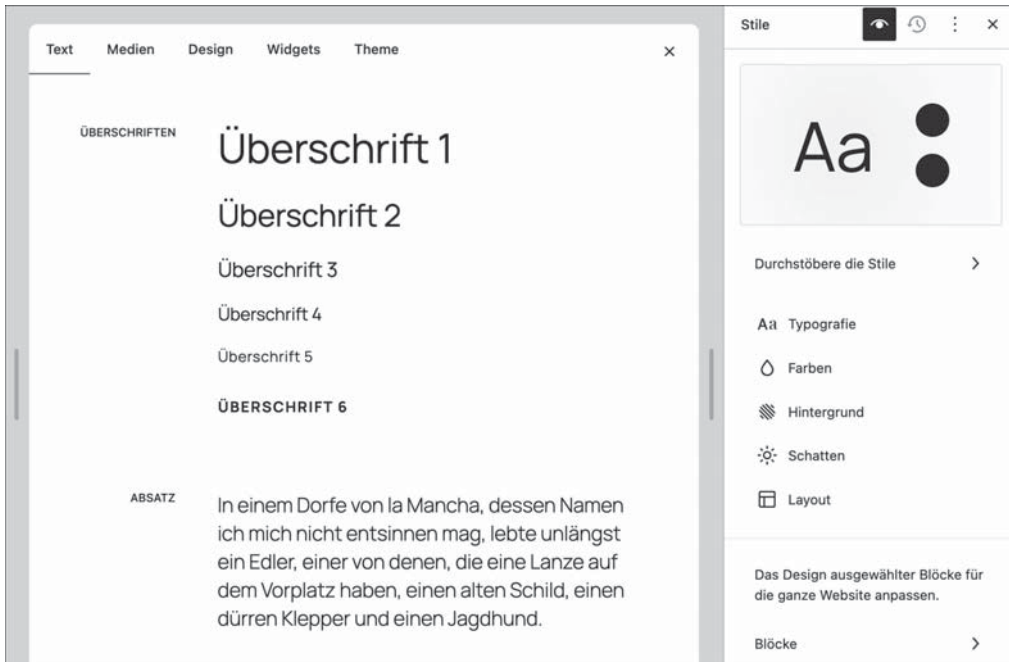 Text Medien Design Widgets Theme
ÜBERSCHRIFTEN
Überschrift 1
Überschrift 2
Überschrift 3
Überschrift 4
Überschrift 5
ÜBERSCHRIFT 6
ABSATZ
In einem Dorfe von la Mancha, dessen Namen
ich mich nicht entsinnen mag, lebte unlängst
ein Edler, einer von denen, die eine Lanze auf
dem Vorplatz haben, einen alten Schild, einen
dürren Klepper und einen Jagdhund.
Stile
Aa
Durchstöbere die Stile
Aa Typografie
Farben
Hintergrund
Schatten
Layout
Das Design ausgewählter Blöcke für
die ganze Website anpassen.
Blöcke